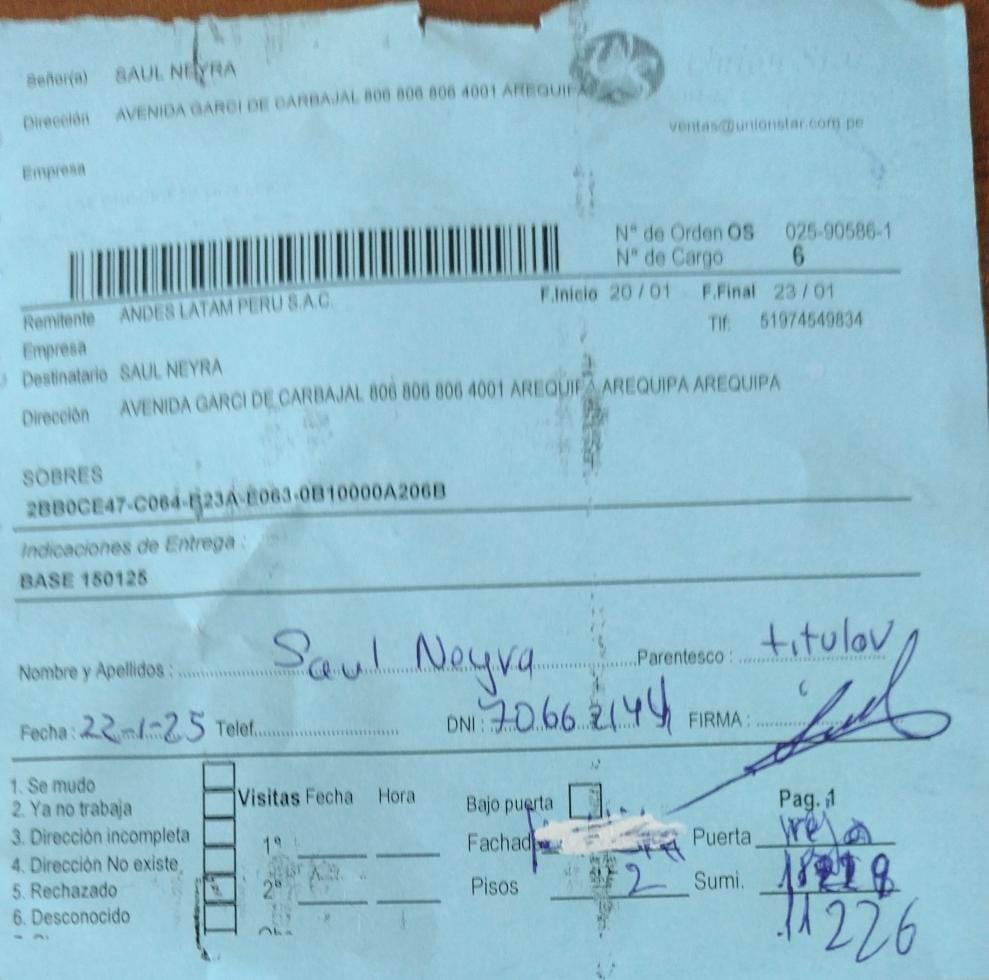 Señor(a) SAUL NEYRA
Dirección AVENIDA GARCI DE CARBAJAL 806 806 806 4001 AREQUIPA
ventas@unionstar.com.pe
Empresa
N° de Orden OS 025-90586-1
N° de Cargo 6
F.Inicio 20 / 01 F.Final 23 / 01
Remitente ANDES LATAM PERU S.A.C.
Tlf: 51974549834
Empresa
Destinatario SAUL NEYRA
Dirección AVENIDA GARCI DE CARBAJAL 806 806 806 4001 AREQUIPA AREQUIPA AREQUIPA
SOBRES
2BB0CE47-C064-B23A-E063-0B10000A206B
Indicaciones de Entrega :
BASE 150125
Nombre y Apellidos : Saul Neyra Parentesco : titular
Fecha : 22-1-25 Telef. DNI : 70662144 FIRMA :
1. Se mudo
2. Ya no trabaja
3. Dirección incompleta
4. Dirección No existe
5. Rechazado
6. Desconocido
Visitas Fecha Hora
1º
2º
Bajo puerta Pag. 1
Fachad Puerta
Pisos 2 Sumi.
11226